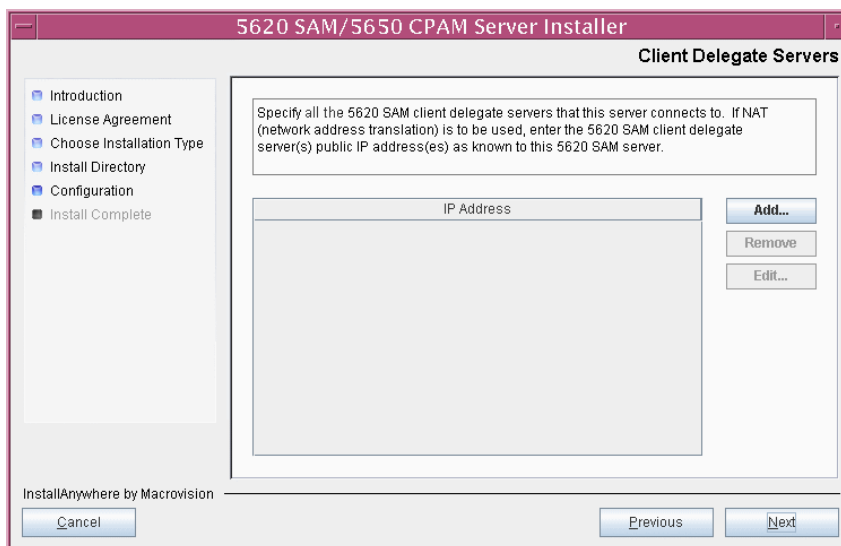 5620 SAM/5650 CPAM Server Installer
Client Delegate Servers
Introduction
License Agreement
Choose Installation Type
Install Directory
Configuration
Install Complete
Specify all the 5620 SAM client delegate servers that this server connects to. If NAT
(network address translation) is to be used, enter the 5620 SAM client delegate
server(s) public IP address(es) as known to this 5620 SAM server.
IP Address
Add...
Remove
Edit...
InstallAnywhere by Macrovision
Cancel
Previous
Next